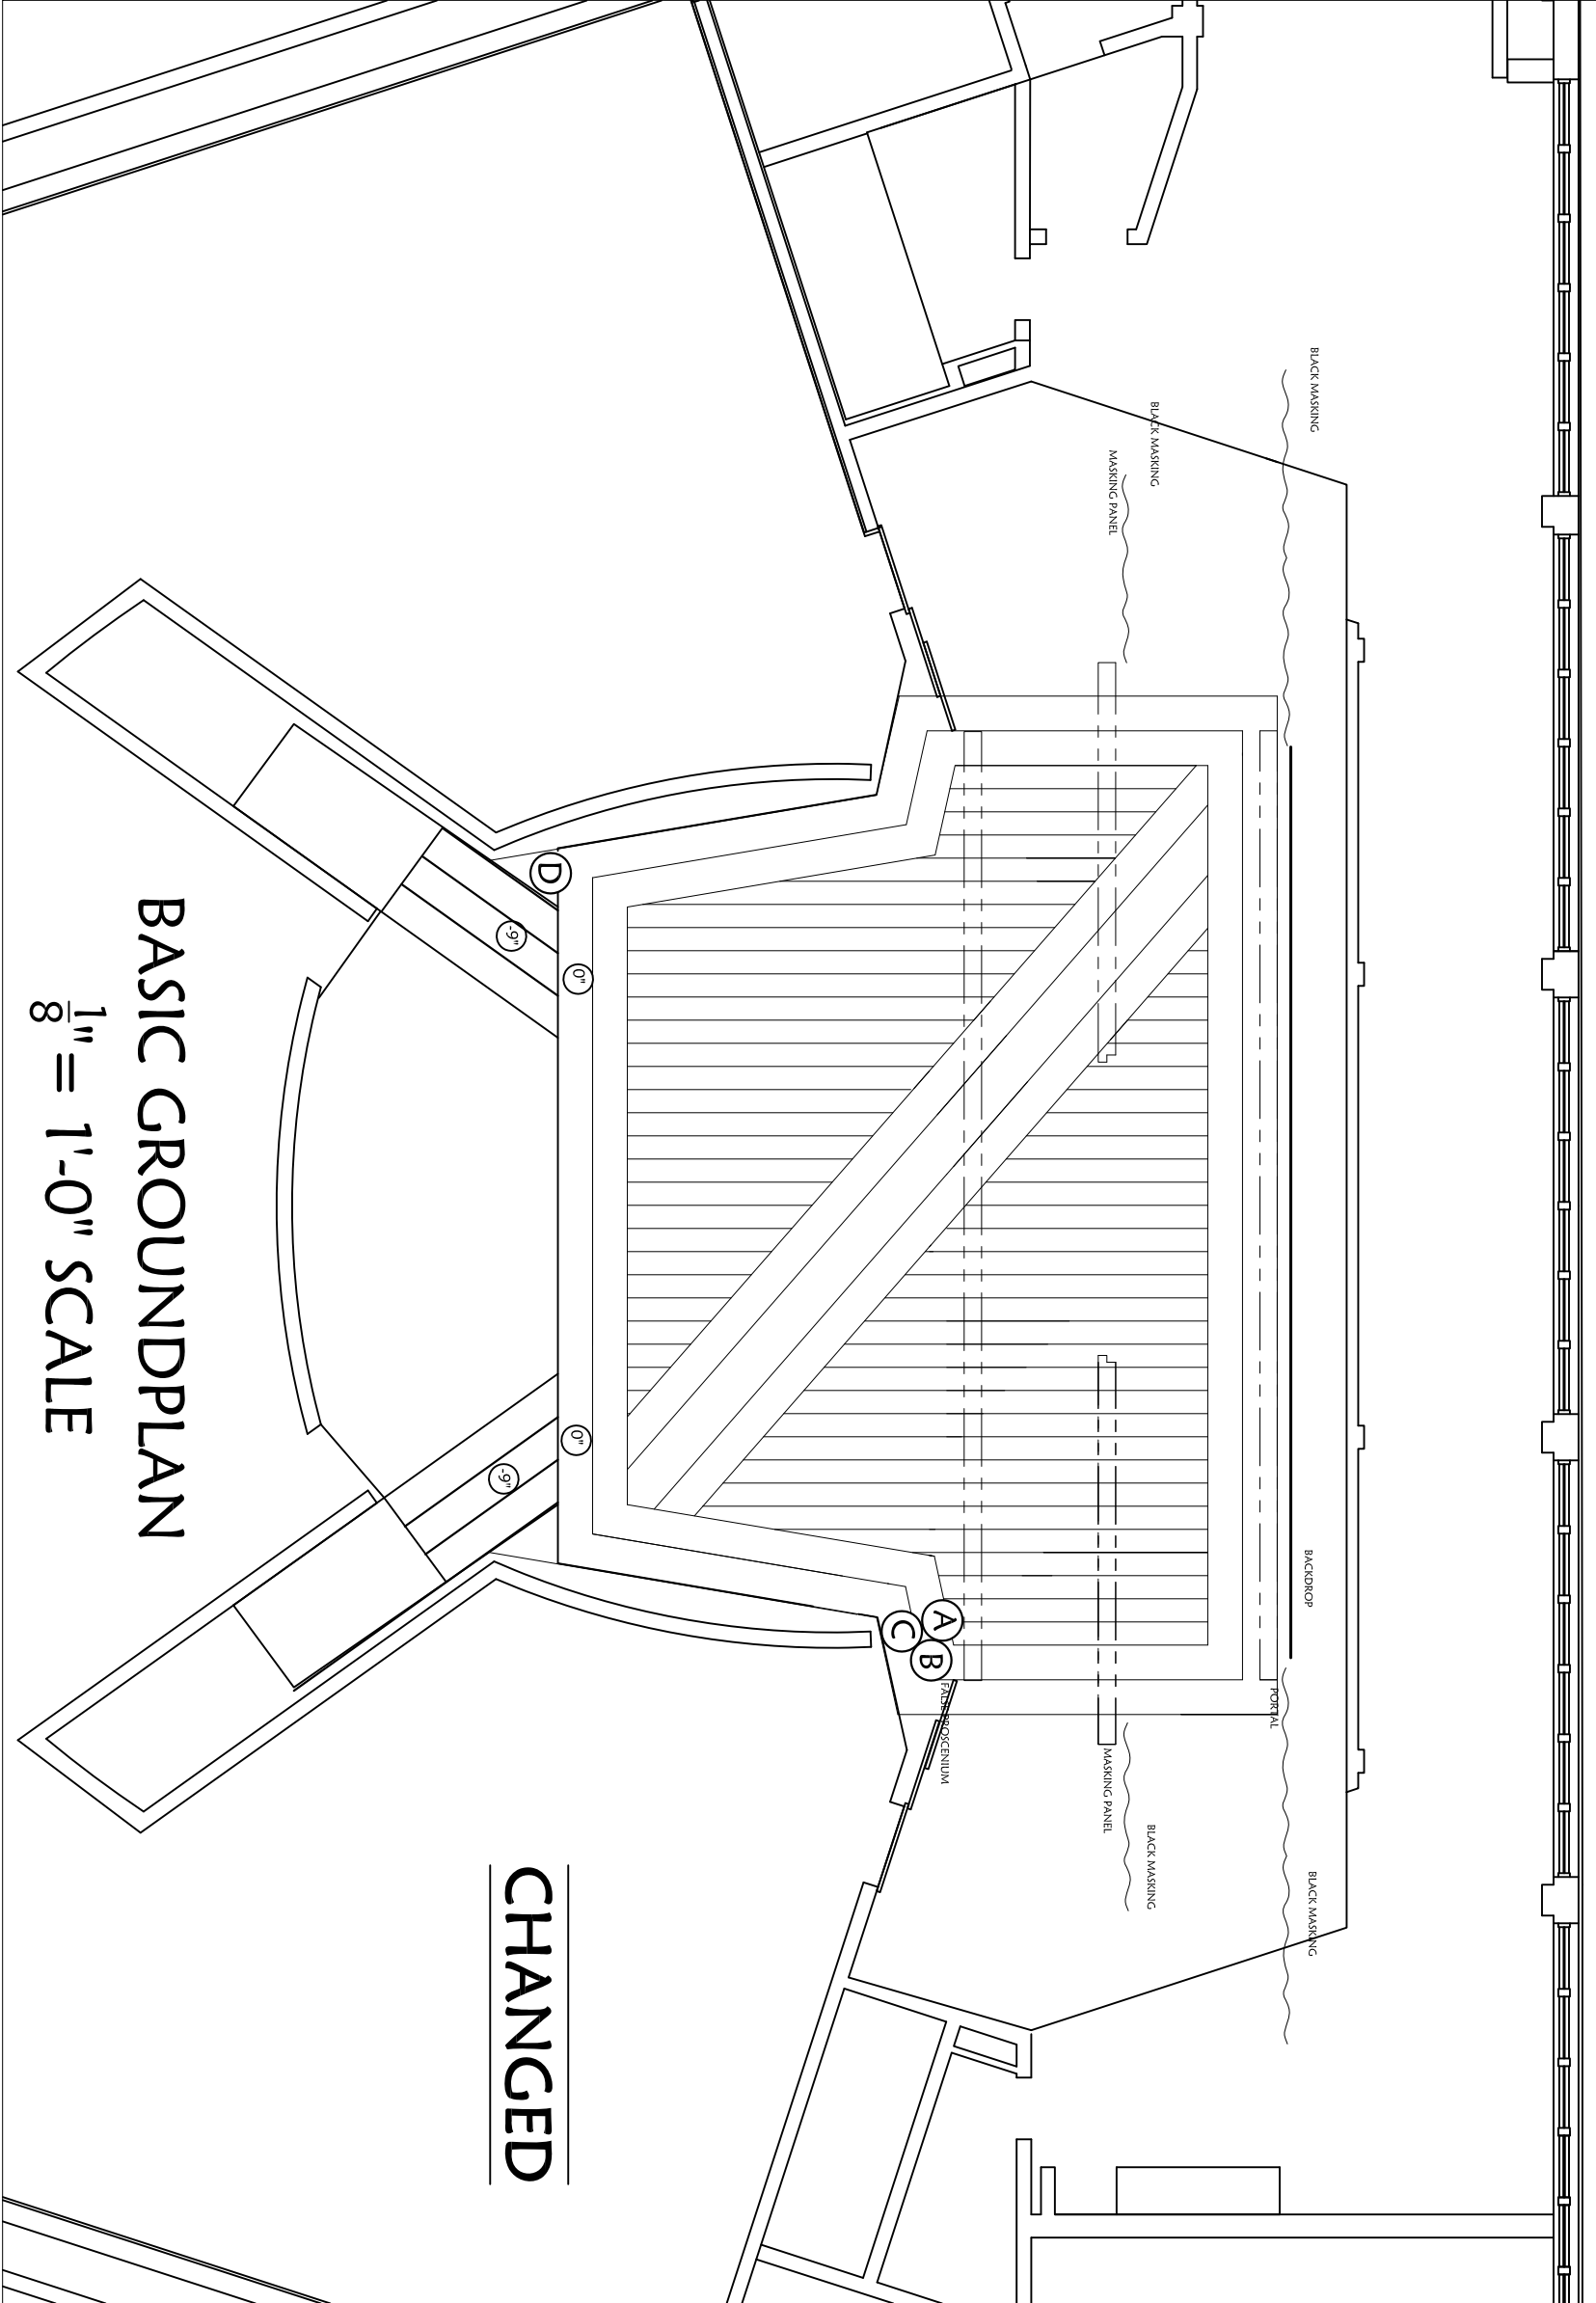 BLACK MASKING
BLACK MASKING
BACKDROP
PORTAL
BLACK MASKING
BLACK MASKING
MASKING PANEL
MASKING PANEL
FALSE PROSCENIUM
A
B
C
0"
0"
D
-9"
-9"
CHANGED
BASIC GROUNDPLAN
1/8" = 1'-0" SCALE